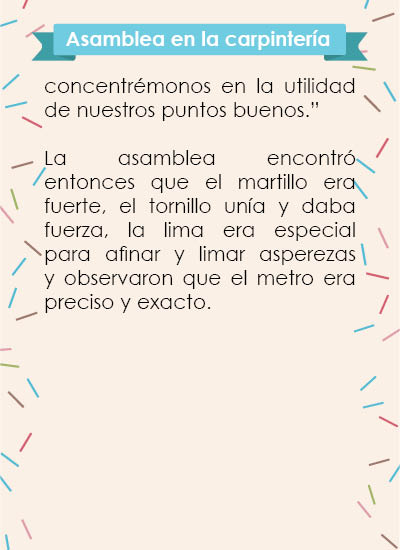 Asamblea en la carpintería
concentrémonos en la utilidad
de nuestros puntos buenos.”
La asamblea encontró
entonces que el martillo era
fuerte, el tornillo unía y daba
fuerza, la lima era especial
para afinar y limar asperezas
y observaron que el metro era
preciso y exacto.